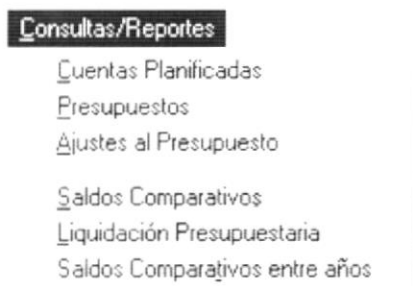 Consultas/Reportes
Cuentas Planificadas
Presupuestos
Ajustes al Presupuesto
Saldos Comparativos
Liquidación Presupuestaria
Saldos Comparativos entre años